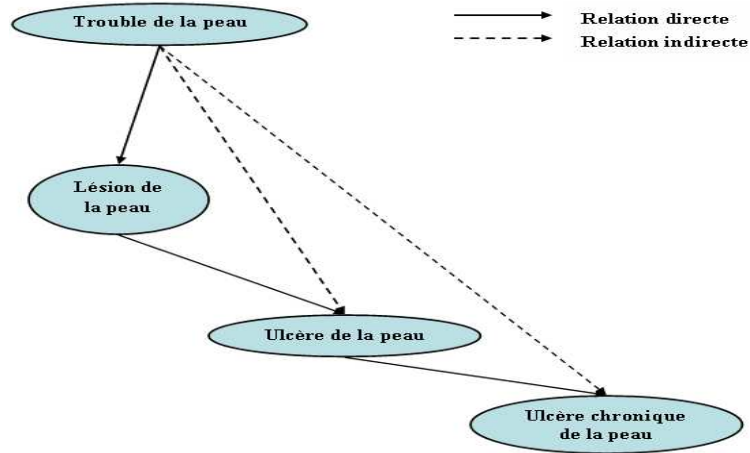 Trouble de la peau
Relation directe
Relation indirecte
Lésion de
la peau
Ulcère de la peau
Ulcère chronique
de la peau